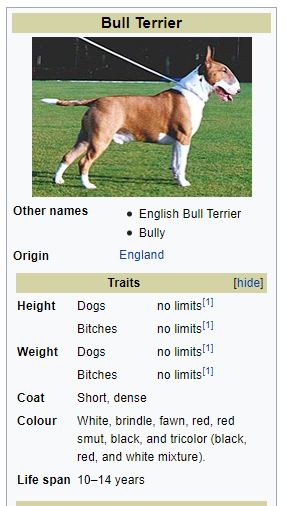 Bull Terrier
Other names
• English Bull Terrier
• Bully
Origin England
Traits [hide]
Height Dogs no limits[1]
Bitches no limits[1]
Weight Dogs no limits[1]
Bitches no limits[1]
Coat Short, dense
Colour White, brindle, fawn, red, red
smut, black, and tricolor (black,
red, and white mixture).
Life span 10–14 years